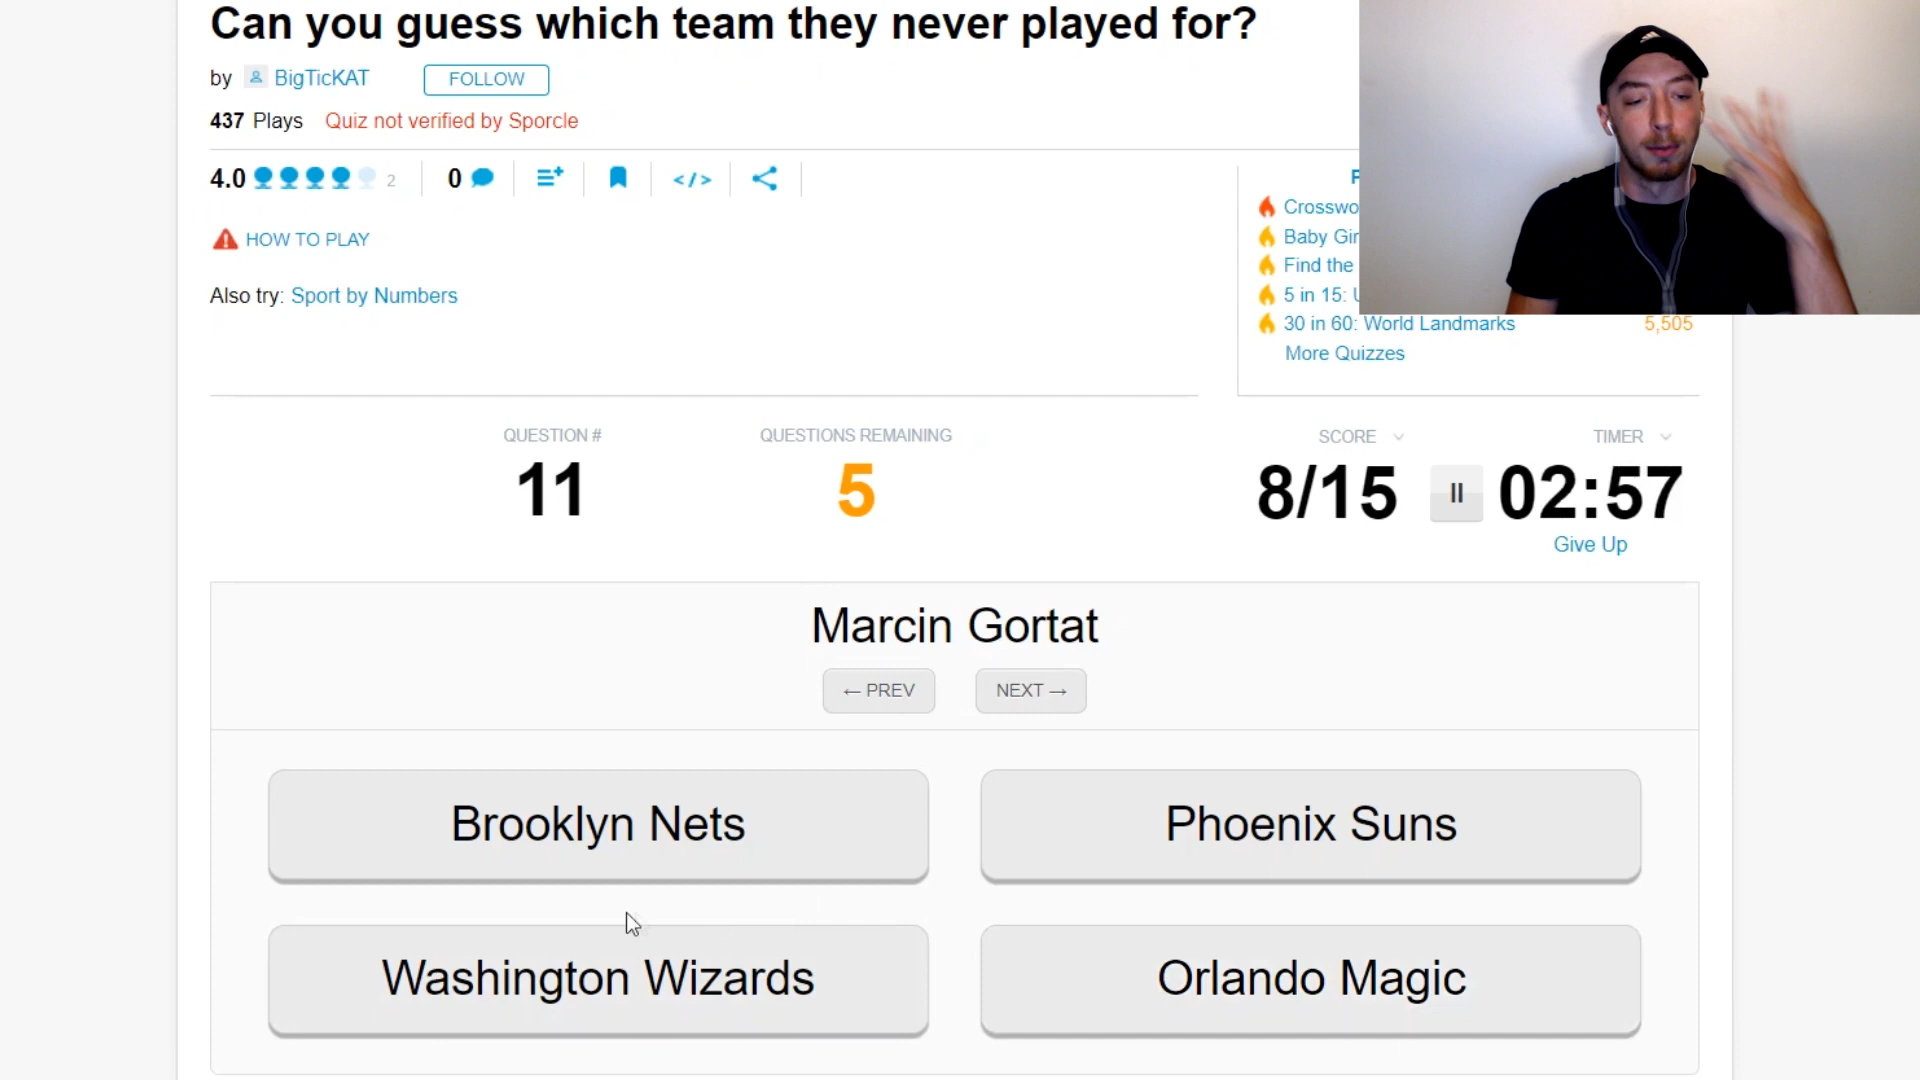 Can you guess which team they never played for?
by BigTicKAT FOLLOW
437 Plays Quiz not verified by Sporcle
4.0 2 0 </>
HOW TO PLAY
Also try: Sport by Numbers
Crosswo
Baby Gir
Find the
5 in 15:
30 in 60: World Landmarks 5,505
More Quizzes
QUESTION # QUESTIONS REMAINING SCORE TIMER
11 5 8/15 02:57
Give Up
Marcin Gortat
← PREV NEXT →
Brooklyn Nets Phoenix Suns
Washington Wizards Orlando Magic